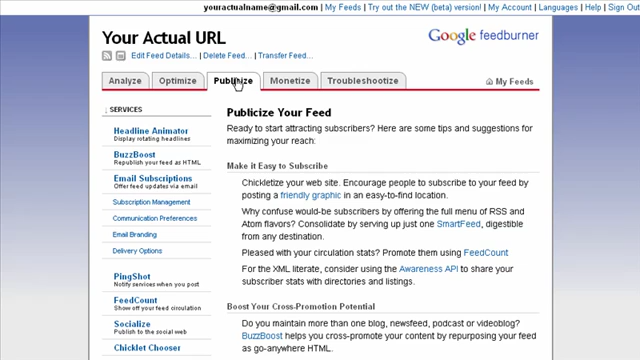 youractualname@gmail.com | My Feeds | Try out the NEW (beta) version! | My Account | Languages | Help | Sign Out
Your Actual URL
Google feedburner
Edit Feed Details... | Delete Feed... | Transfer Feed...
Analyze Optimize Publicize Monetize Troubleshootize
My Feeds
SERVICES
Headline Animator
Display rotating headlines
BuzzBoost
Republish your feed as HTML
Email Subscriptions
Offer feed updates via email
Subscription Management
Communication Preferences
Email Branding
Delivery Options
PingShot
Notify services when you post
FeedCount
Show off your feed circulation
Socialize
Publish to the social web
Chicklet Chooser
Publicize Your Feed
Ready to start attracting subscribers? Here are some tips and suggestions for
maximizing your reach:
Make it Easy to Subscribe
Chickletize your web site. Encourage people to subscribe to your feed by
posting a friendly graphic in an easy-to-find location.
Why confuse would-be subscribers by offering the full menu of RSS and
Atom flavors? Consolidate by serving up just one SmartFeed, digestible
from any destination.
Pleased with your circulation stats? Promote them using FeedCount
For the XML literate, consider using the Awareness API to share your
subscriber stats with directories and listings.
Boost Your Cross-Promotion Potential
Do you maintain more than one blog, newsfeed, podcast or videoblog?
BuzzBoost helps you cross-promote your content by repurposing your feed
as go-anywhere HTML.